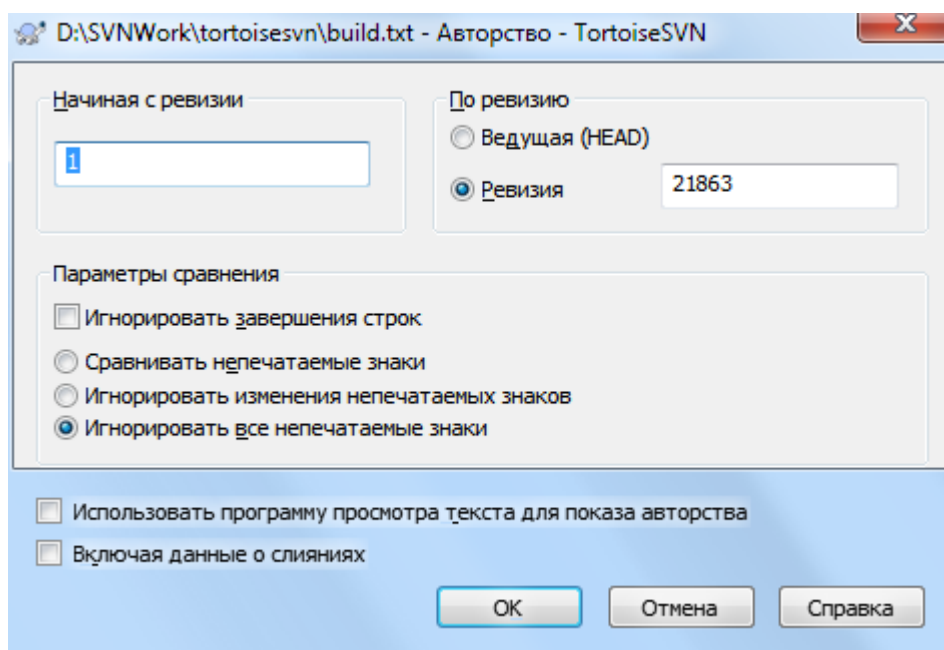 D:\SVNWork\tortoisesvn\build.txt - Авторство - TortoiseSVN
Начиная с ревизии
1
По ревизию
Ведущая (HEAD)
Ревизия
21863
Параметры сравнения
Игнорировать завершения строк
Сравнивать непечатаемые знаки
Игнорировать изменения непечатаемых знаков
Игнорировать все непечатаемые знаки
Использовать программу просмотра текста для показа авторства
Включая данные о слияниях
OK
Отмена
Справка